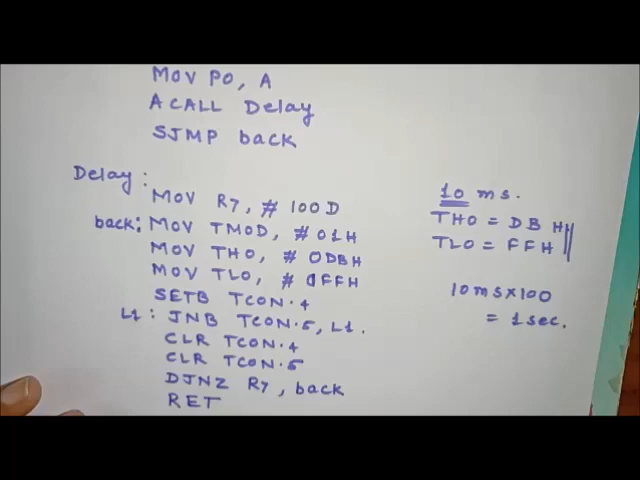 MOV P0, A
ACALL Delay
SJMP back
Delay:
MOV R7, # 100D
back: MOV TMOD, # 01H
MOV TH0, # 0DBH
MOV TL0, # 0FFH
SETB TCON.4
L1: JNB TCON.5, L1.
CLR TCON.4
CLR TCON.5
DJNZ R7, back
RET
10 ms.
TH0 = DB H
TL0 = FFH
10ms×100
= 1sec.